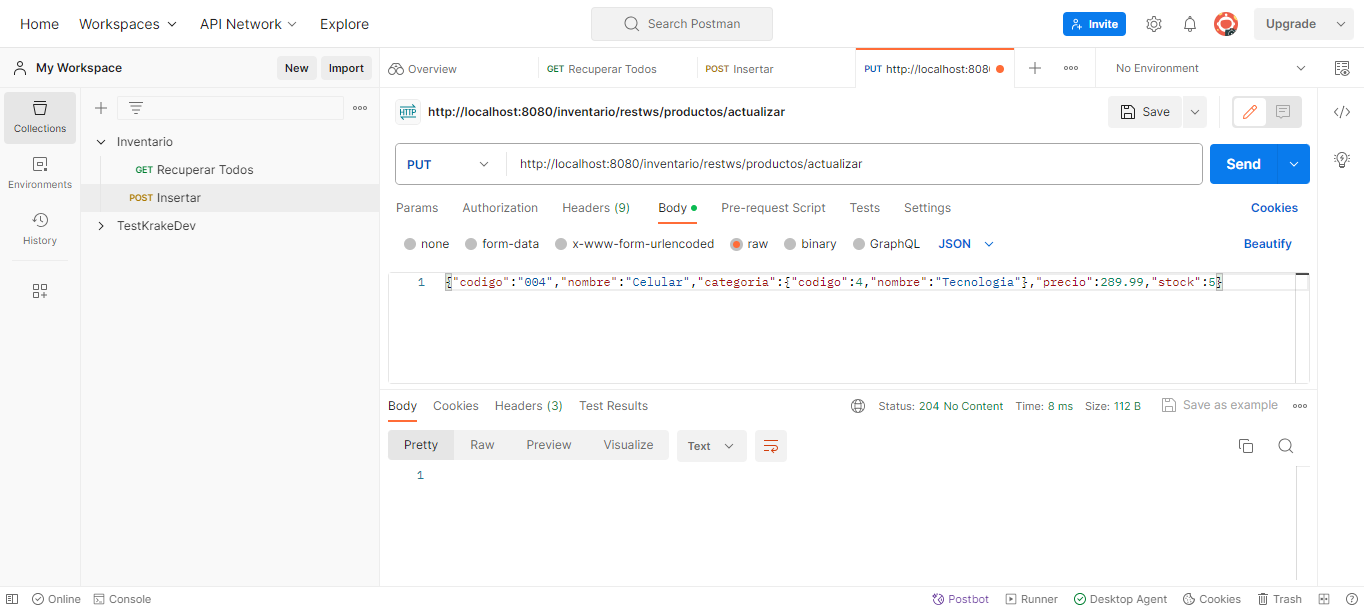 Home Workspaces API Network Explore Search Postman Invite Upgrade
My Workspace New Import Overview GET Recuperar Todos POST Insertar PUT http://localhost:808 No Environment
Collections
Environments
History
Inventario
GET Recuperar Todos
POST Insertar
TestKrakeDev
HTTP http://localhost:8080/inventario/restws/productos/actualizar Save
PUT http://localhost:8080/inventario/restws/productos/actualizar Send
Params Authorization Headers (9) Body Pre-request Script Tests Settings Cookies
none form-data x-www-form-urlencoded raw binary GraphQL JSON Beautify
1 {"codigo":"004","nombre":"Celular","categoria":{"codigo":4,"nombre":"Tecnologia"},"precio":289.99,"stock":5}
Body Cookies Headers (3) Test Results Status: 204 No Content Time: 8 ms Size: 112 B Save as example
Pretty Raw Preview Visualize Text
1
Online Console Postbot Runner Desktop Agent Cookies Trash